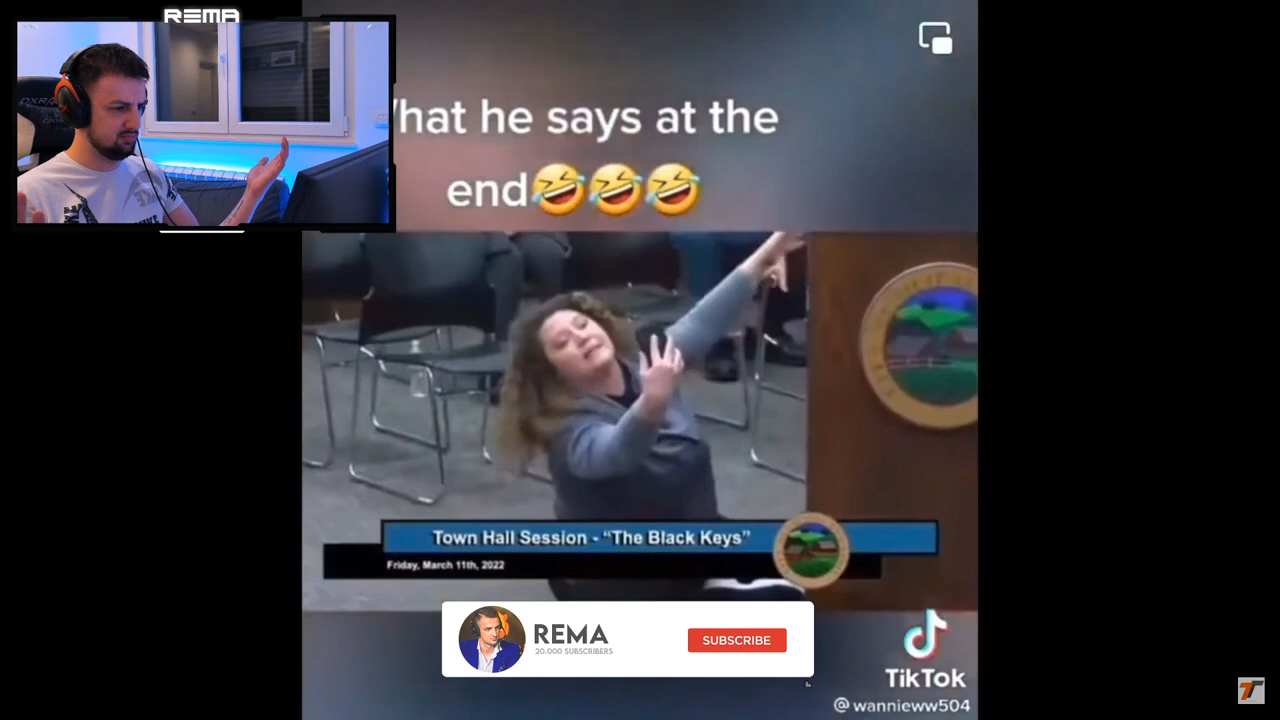 REMA
hat he says at the
end🤣🤣🤣
Town Hall Session - “The Black Keys”
Friday, March 11th, 2022
REMA
20.000 SUBSCRIBERS
SUBSCRIBE
TikTok
@wannieww504